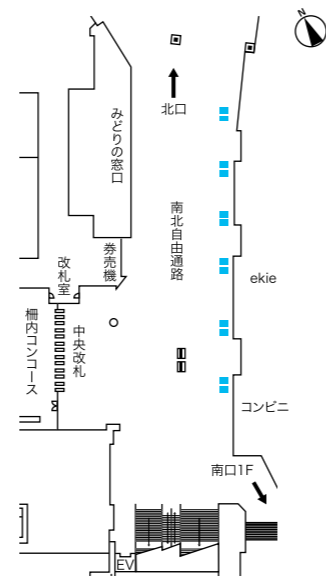 北口
みどりの窓口
南北自由通路
券売機
改札室
ekie
中央改札
柵内コンコース
コンビニ
南口1F
EV
N